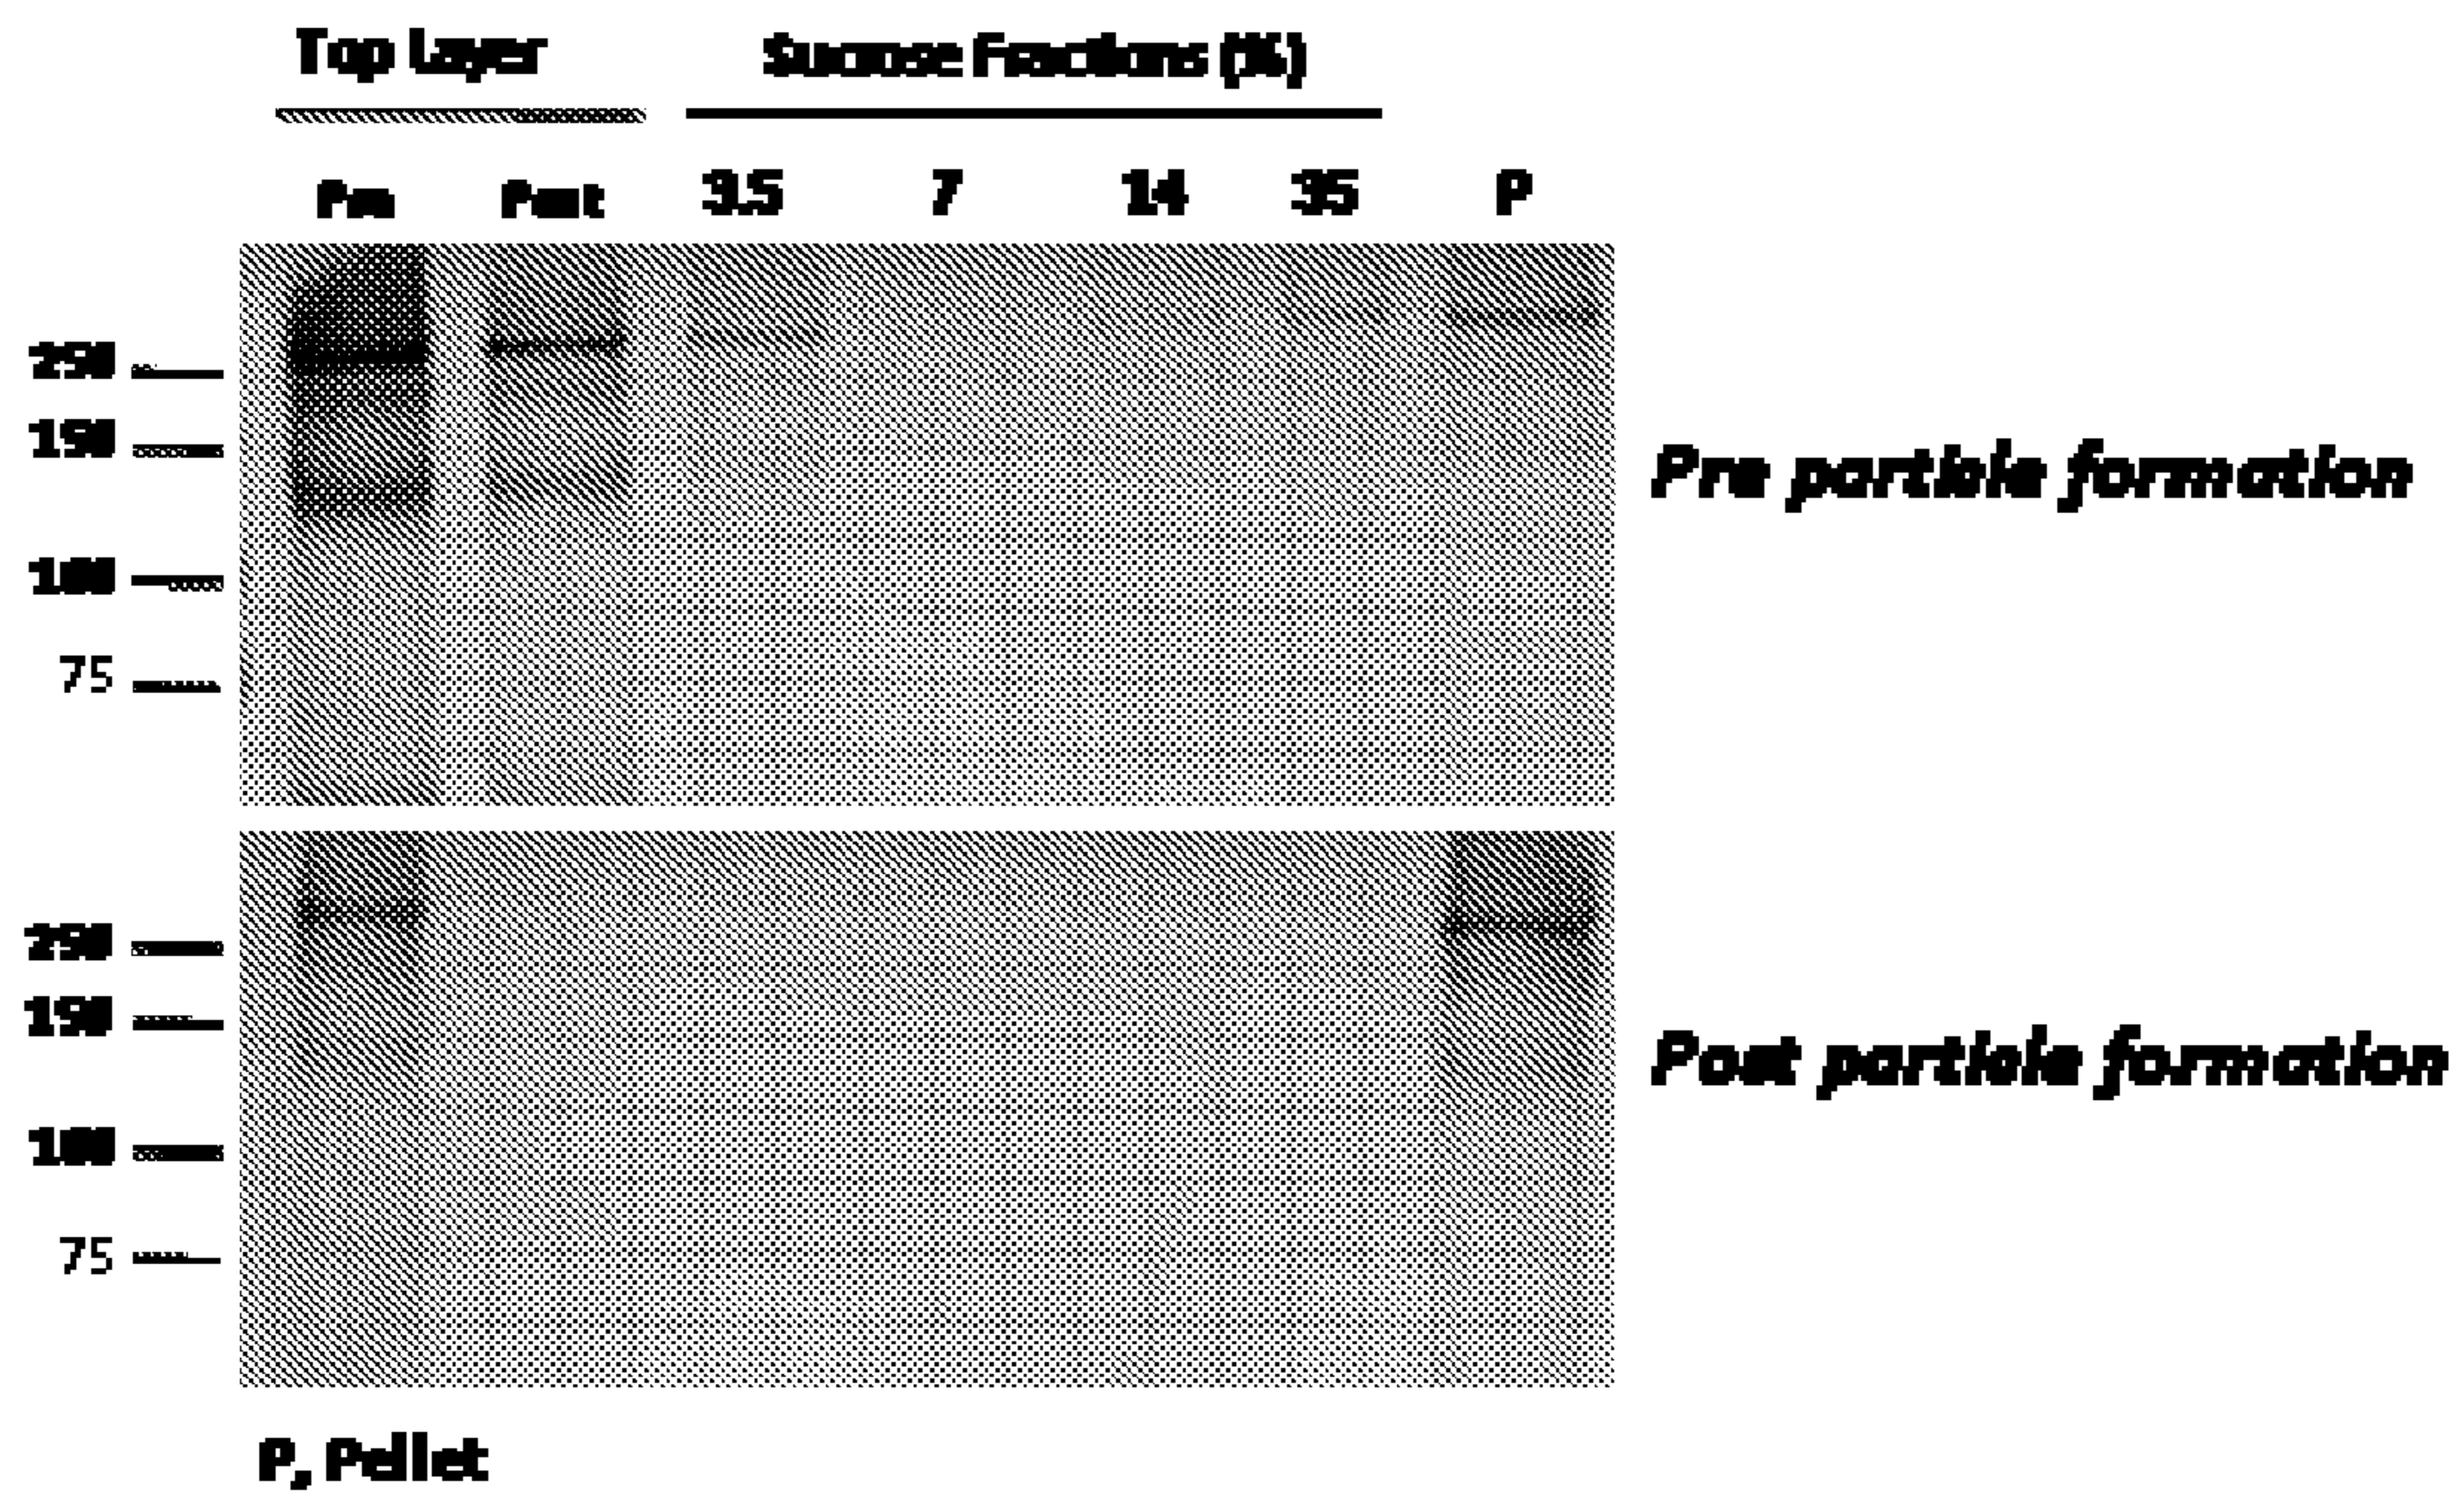 Top Layer
Sucrose Fractions (%)
Pre Post 3.5 7 14 35 P
250
150
100
75
Pre particle formation
250
150
100
75
Post particle formation
P, Pellet